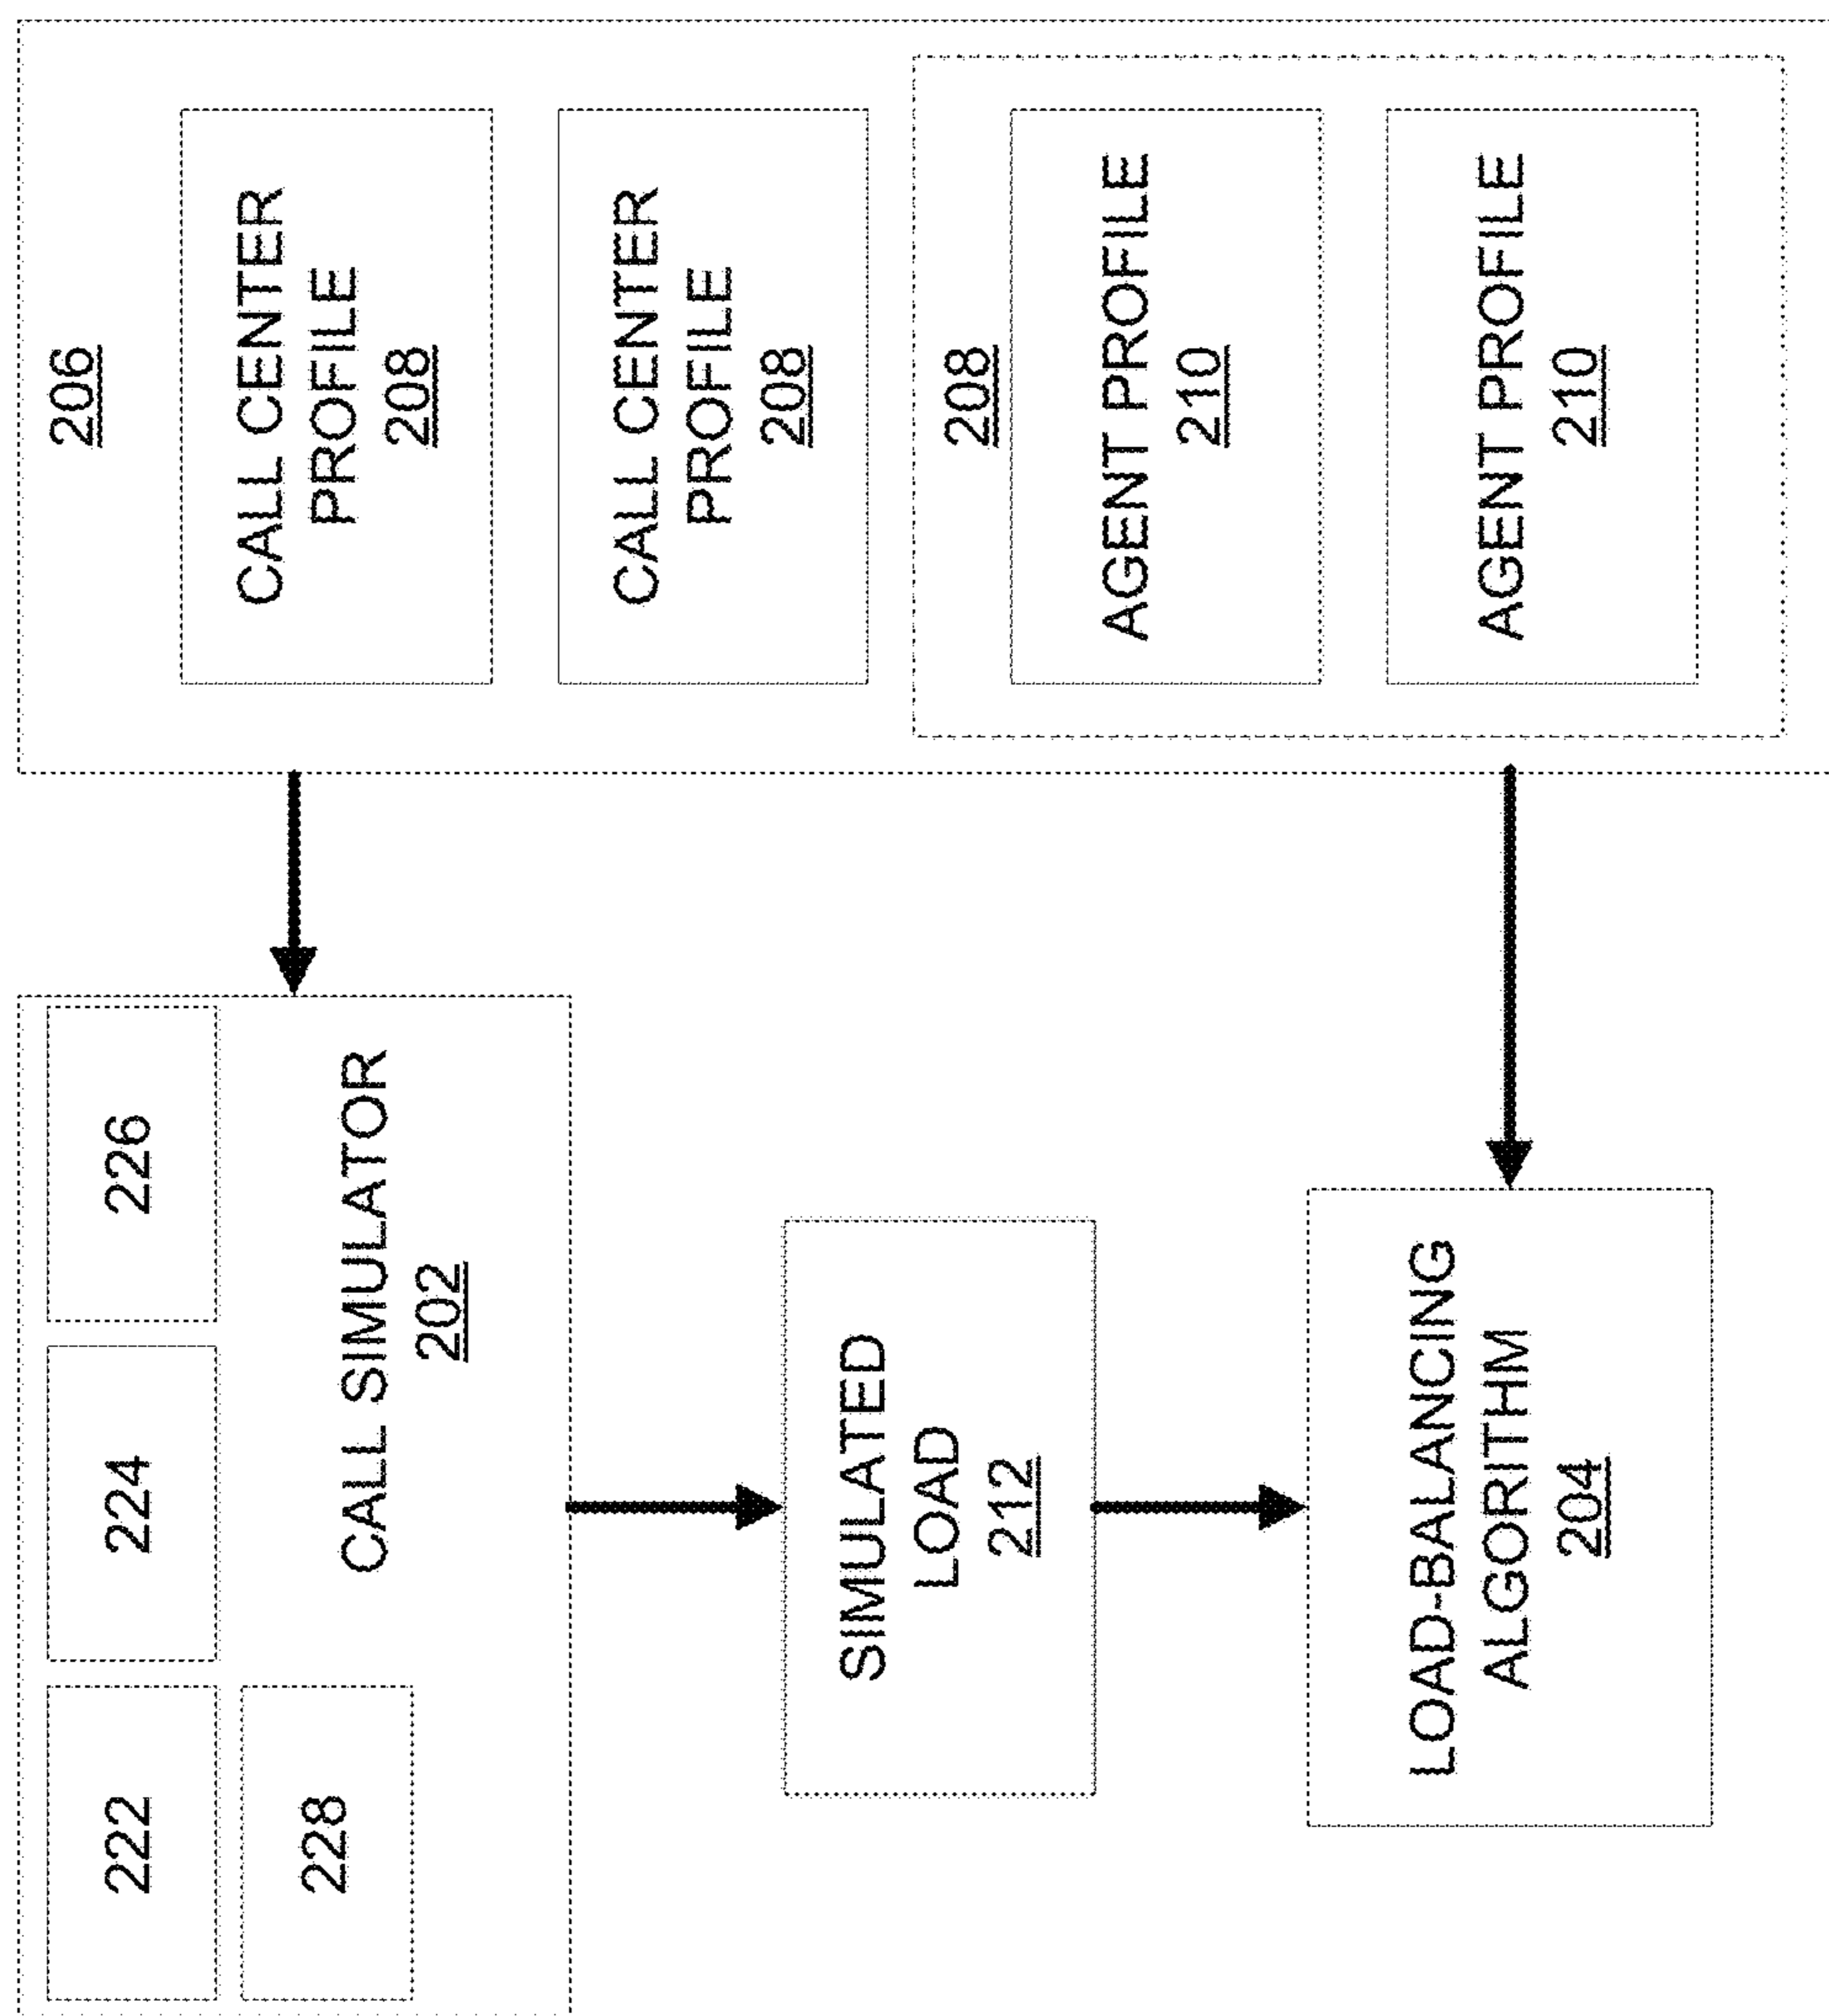 222
224
226
228
CALL SIMULATOR
202
206
CALL CENTER
PROFILE
208
CALL CENTER
PROFILE
208
208
AGENT PROFILE
210
AGENT PROFILE
210
SIMULATED
LOAD
212
LOAD-BALANCING
ALGORITHM
204